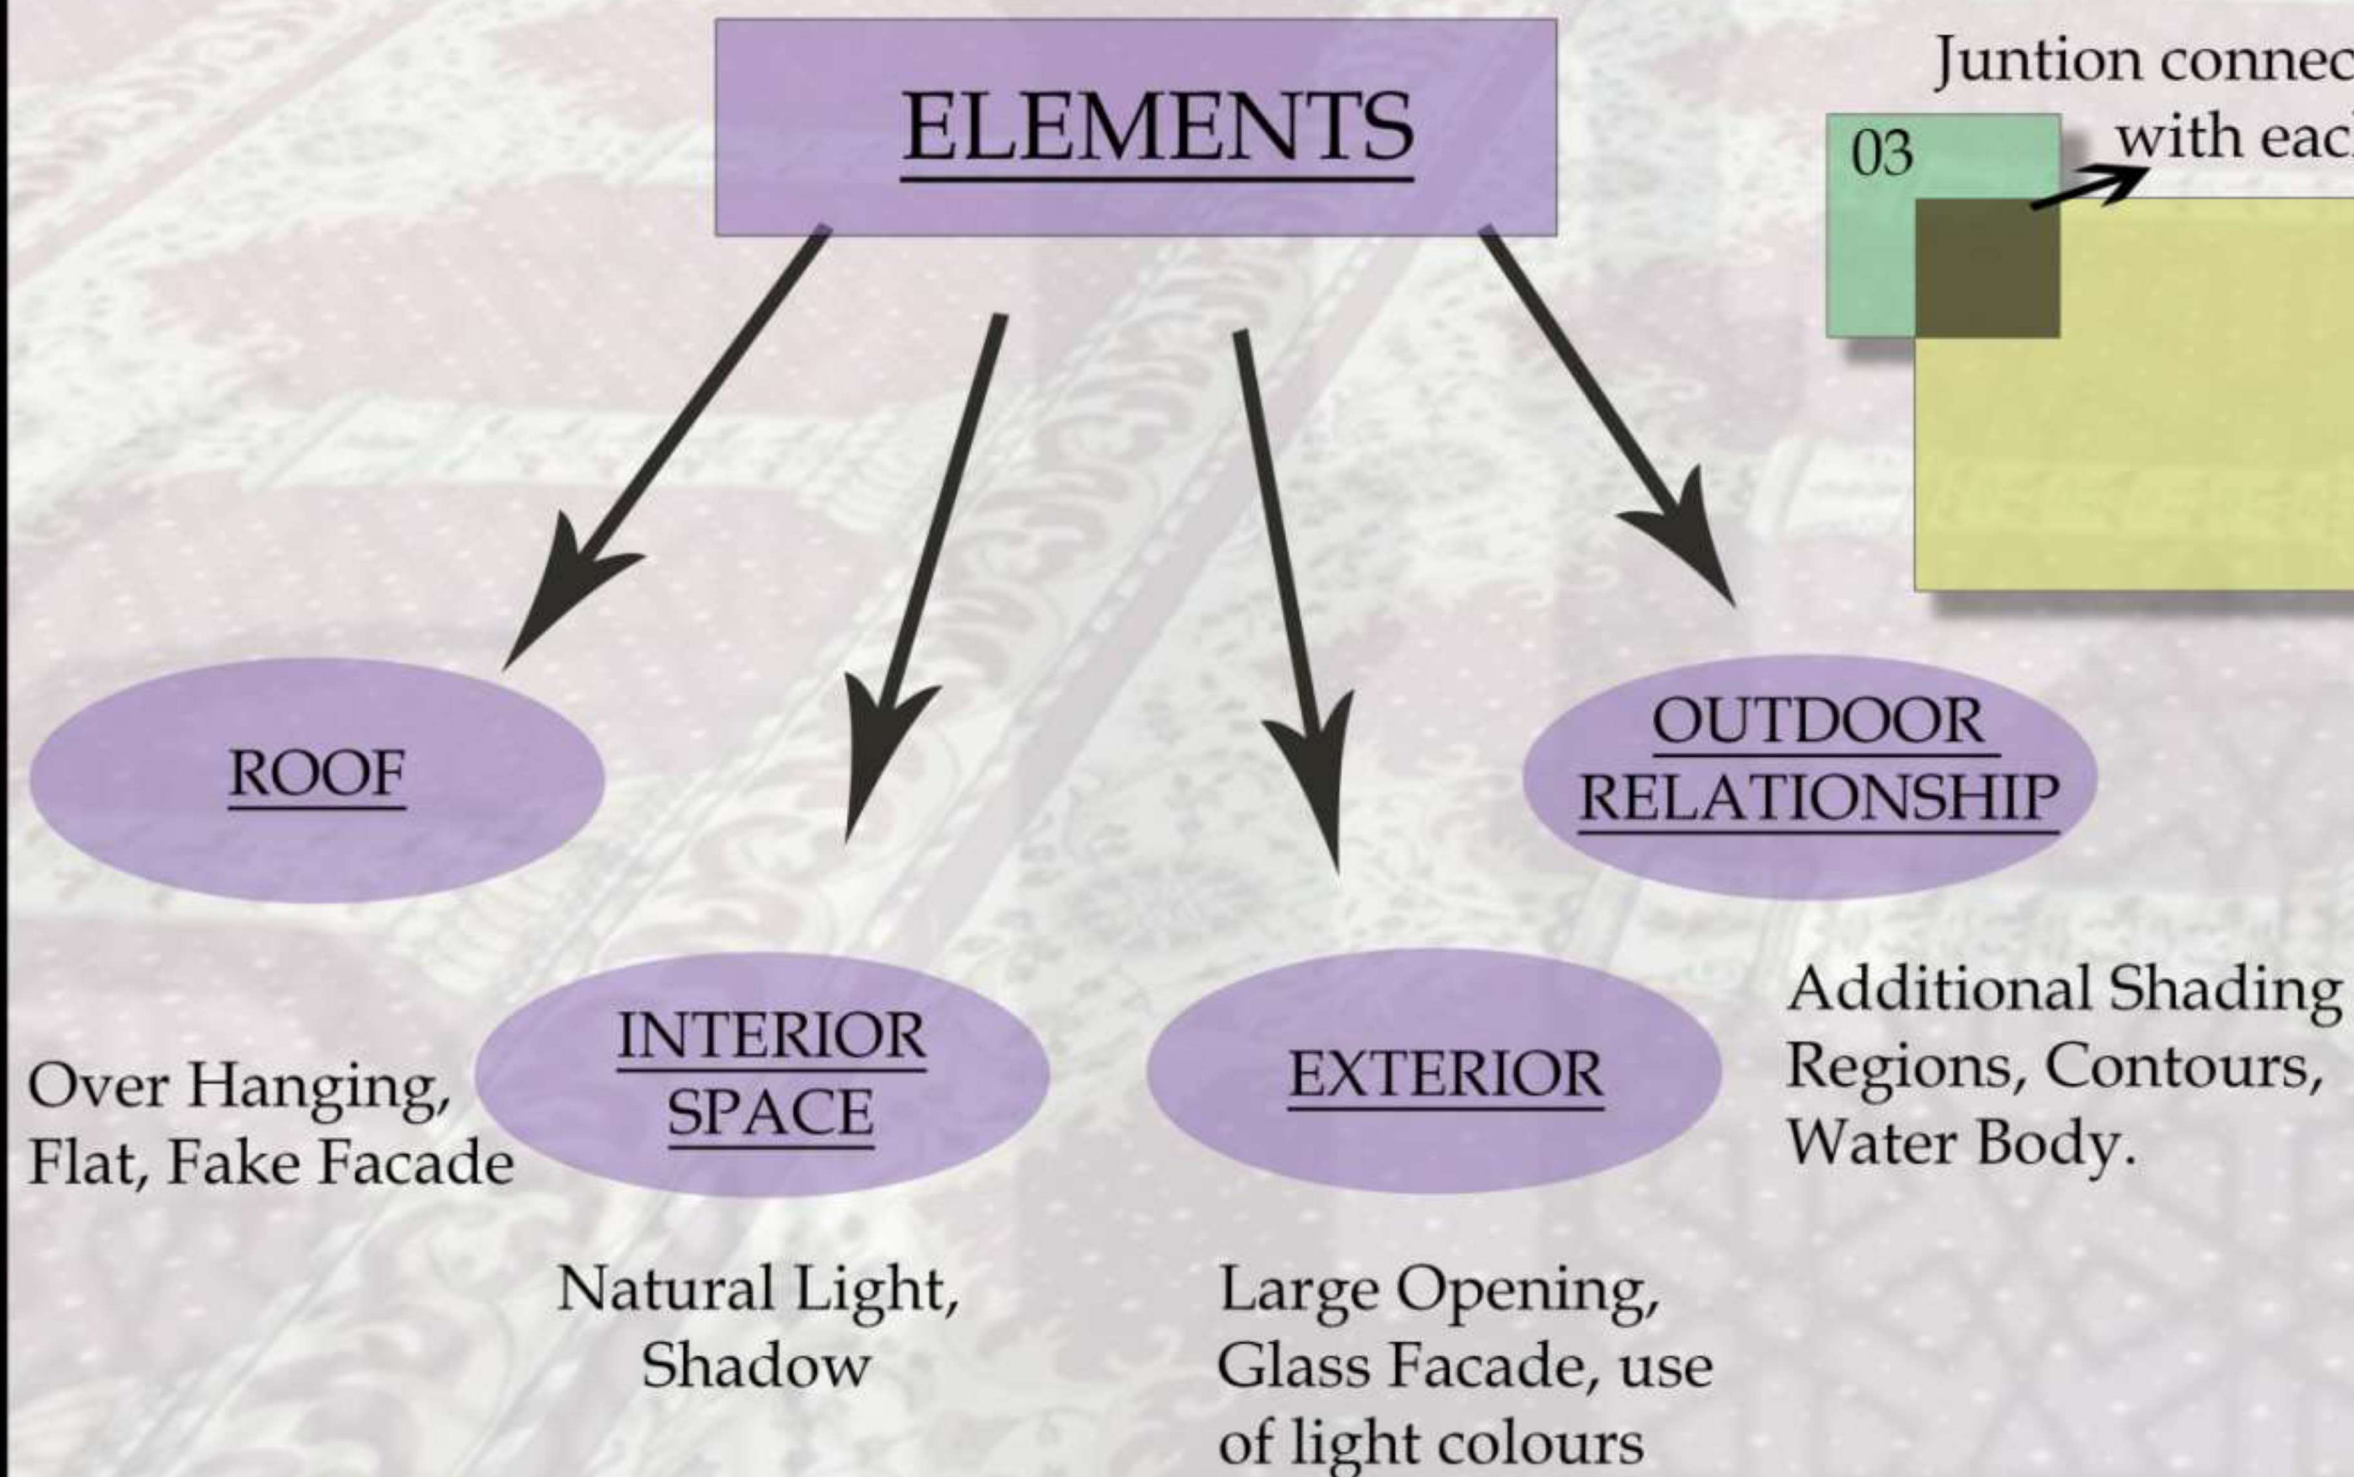 ELEMENTS
Juntion connec
with eac
03
ROOF
OUTDOOR
RELATIONSHIP
Over Hanging,
Flat, Fake Facade
INTERIOR
SPACE
EXTERIOR
Additional Shading
Regions, Contours,
Water Body.
Natural Light,
Shadow
Large Opening,
Glass Facade, use
of light colours